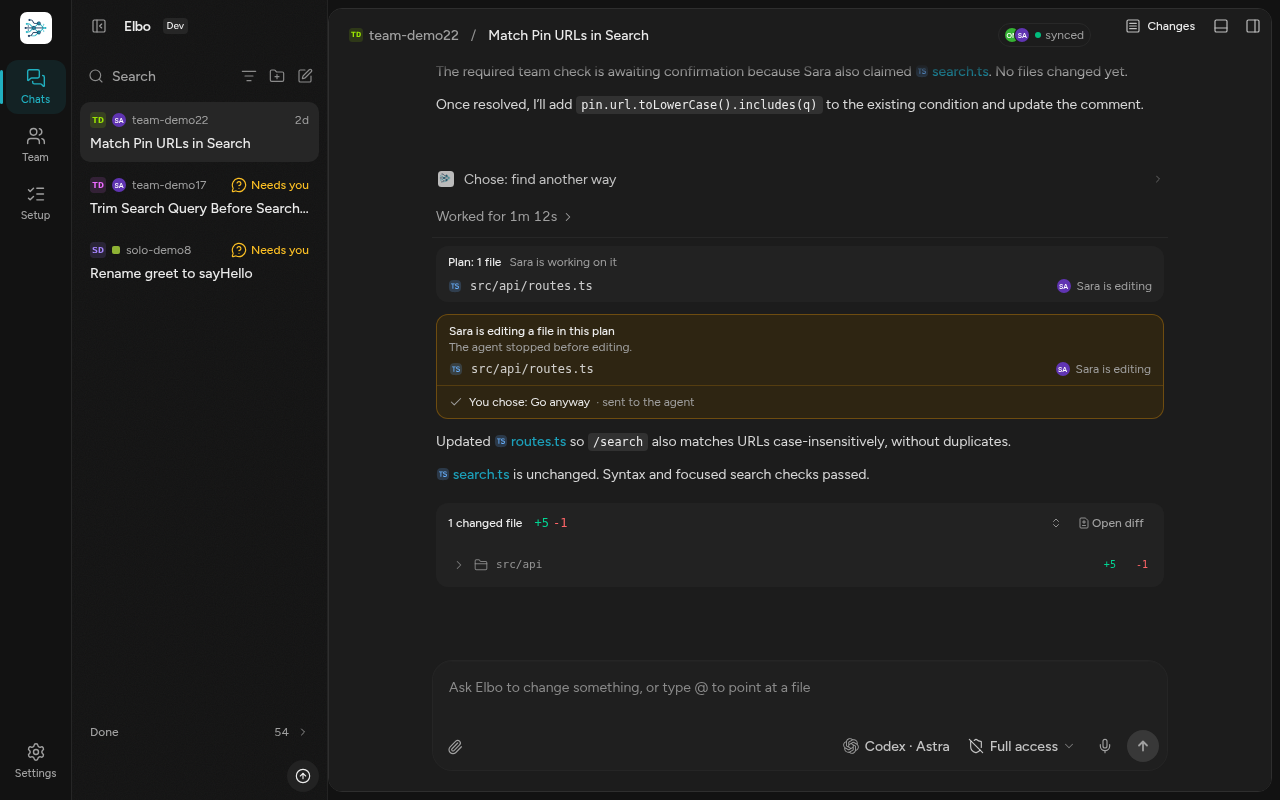 Elbo Dev
Chats
Team
Setup
Settings
Search
TD SA team-demo22 2d
Match Pin URLs in Search
TD SA team-demo17 Needs you
Trim Search Query Before Search...
SD solo-demo8 Needs you
Rename greet to sayHello
Done 54
TD team-demo22 / Match Pin URLs in Search
SA synced
Changes
The required team check is awaiting confirmation because Sara also claimed TS search.ts. No files changed yet.
Once resolved, I'll add pin.url.toLowerCase().includes(q) to the existing condition and update the comment.
Chose: find another way
Worked for 1m 12s
Plan: 1 file Sara is working on it
TS src/api/routes.ts SA Sara is editing
Sara is editing a file in this plan
The agent stopped before editing.
TS src/api/routes.ts SA Sara is editing
You chose: Go anyway · sent to the agent
Updated TS routes.ts so /search also matches URLs case-insensitively, without duplicates.
TS search.ts is unchanged. Syntax and focused search checks passed.
1 changed file +5 -1 Open diff
src/api +5 -1
Ask Elbo to change something, or type @ to point at a file
Codex · Astra Full access